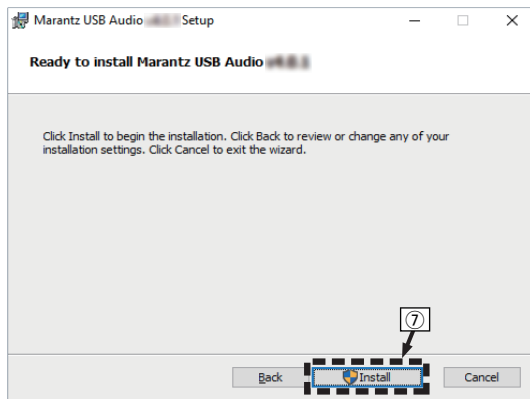 Marantz USB Audio Setup
Ready to install Marantz USB Audio
Click Install to begin the installation. Click Back to review or change any of your
installation settings. Click Cancel to exit the wizard.
⑦
Back Install Cancel